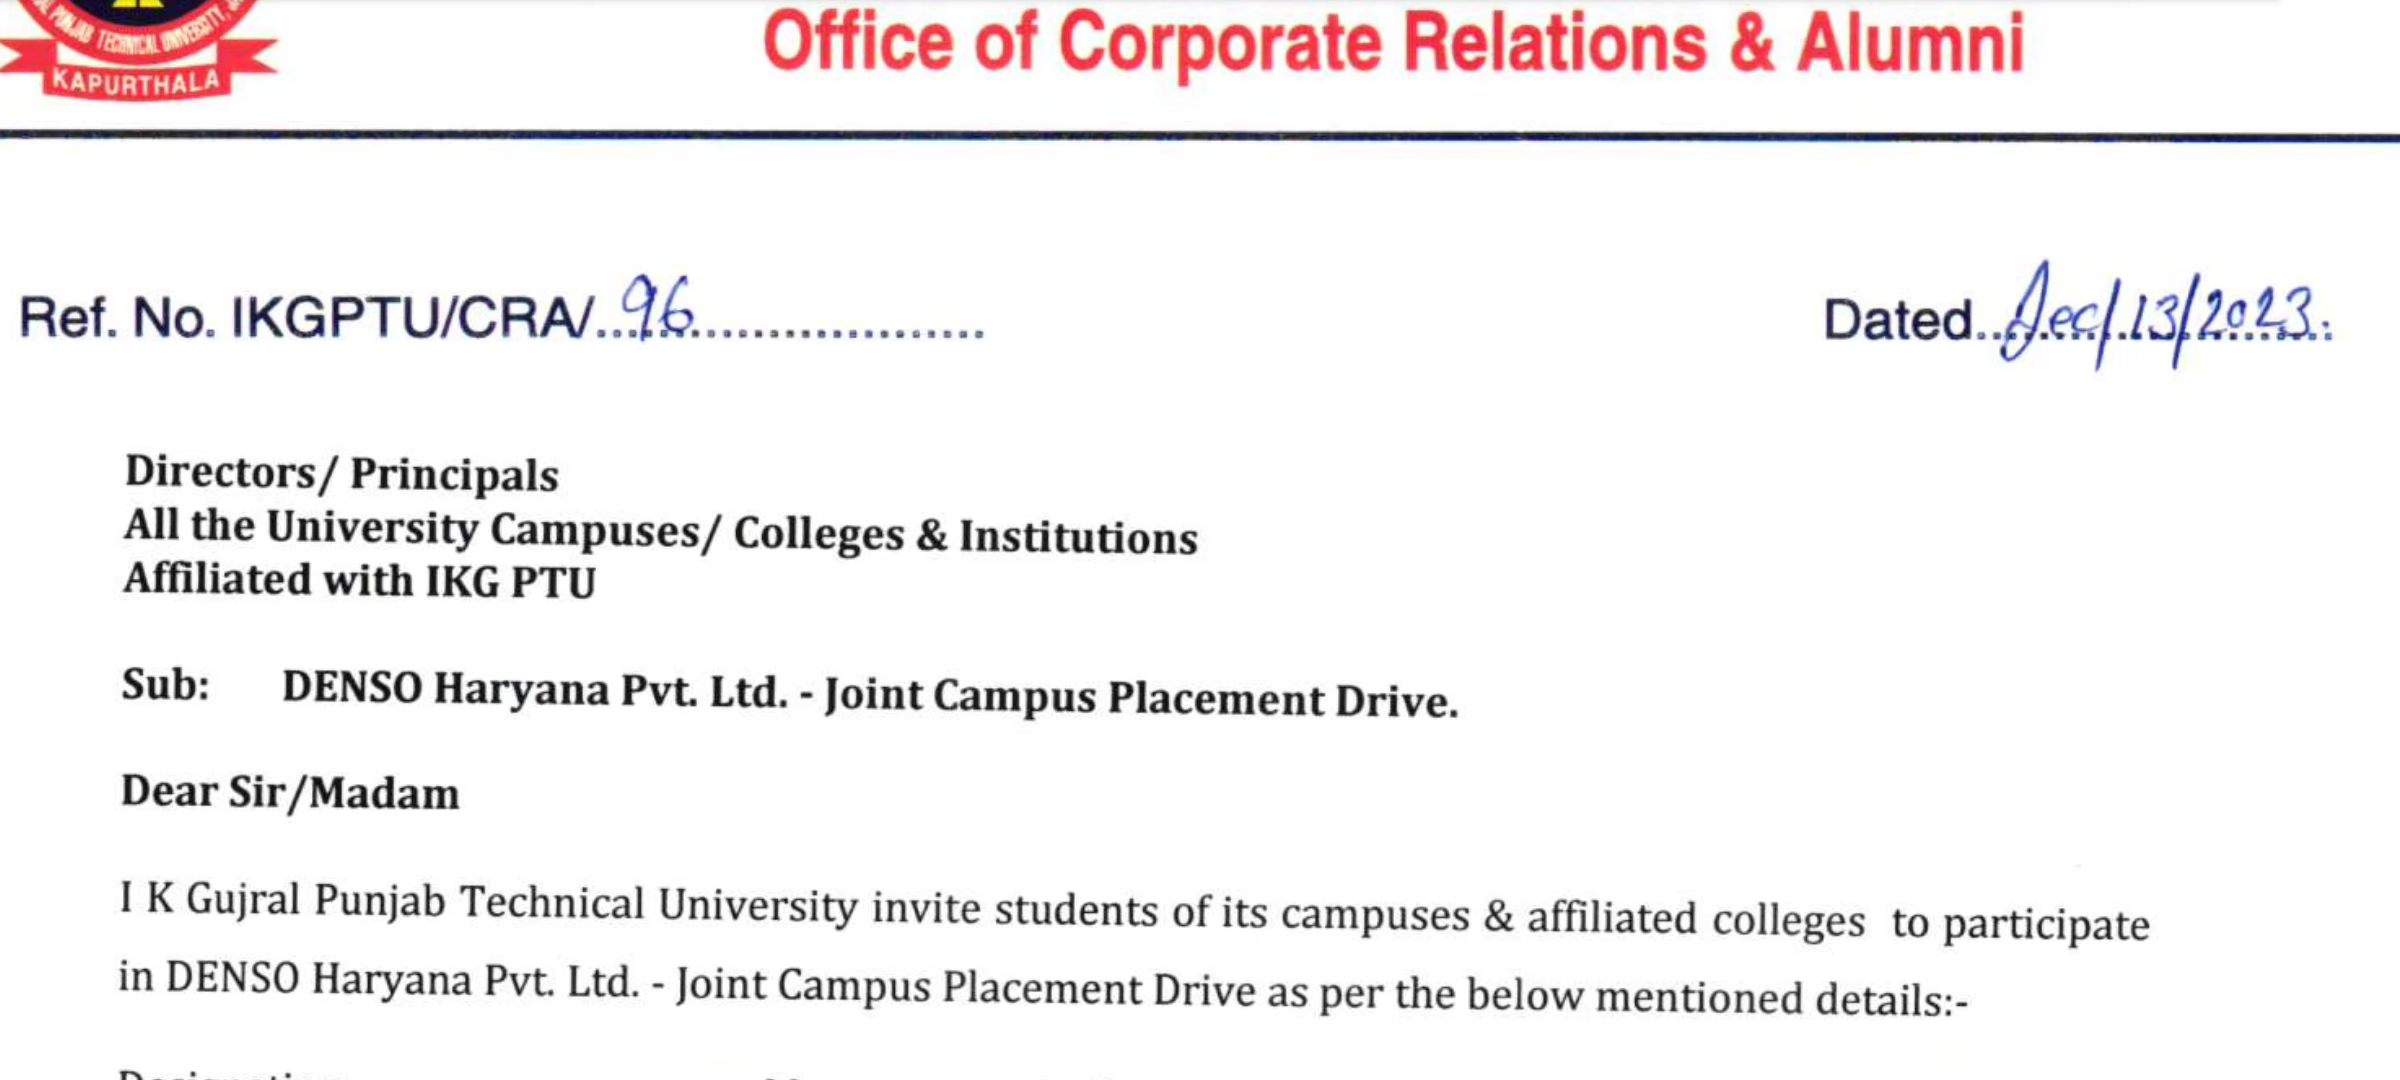 PUNJAB TECHNICAL UNIVERSITY,
KAPURTHALA
Office of Corporate Relations & Alumni
Ref. No. IKGPTU/CRA/..96....................
Dated..Dec/13/2023.
Directors/ Principals
All the University Campuses/ Colleges & Institutions
Affiliated with IKG PTU
Sub: DENSO Haryana Pvt. Ltd. - Joint Campus Placement Drive.
Dear Sir/Madam
I K Gujral Punjab Technical University invite students of its campuses & affiliated colleges to participate
in DENSO Haryana Pvt. Ltd. - Joint Campus Placement Drive as per the below mentioned details:-